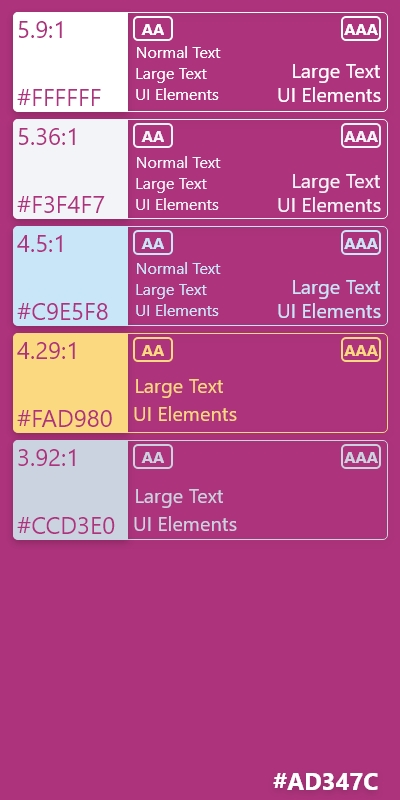 5.9:1 AA AAA
Normal Text
Large Text Large Text
#FFFFFF UI Elements UI Elements
5.36:1 AA AAA
Normal Text
Large Text Large Text
#F3F4F7 UI Elements UI Elements
4.5:1 AA AAA
Normal Text
Large Text Large Text
#C9E5F8 UI Elements UI Elements
4.29:1 AA AAA
Large Text
#FAD980 UI Elements
3.92:1 AA AAA
Large Text
#CCD3E0 UI Elements
#AD347C